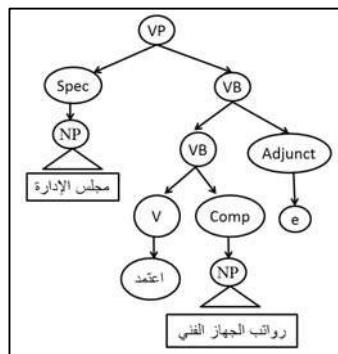 VP
Spec
VB
NP
VB
Adjunct
مجلس الإدارة
V
Comp
e
اعتمد
NP
رواتب الجهاز الفني